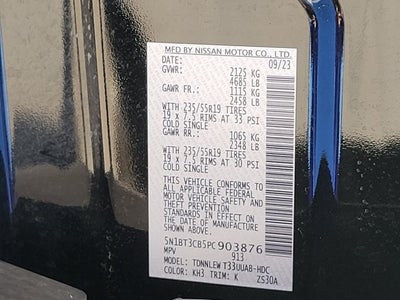 MFD BY NISSAN MOTOR CO., LTD.
DATE: 09/23
GVWR: 2125 KG
4685 LB
GAWR FR.: 1115 KG
2458 LB
WITH 235/55R19 TIRES
19 x 7.5 RIMS AT 33 PSI
COLD SINGLE
GAWR RR.: 1065 KG
2348 LB
WITH 235/55R19 TIRES
19 x 7.5 RIMS AT 30 PSI
COLD SINGLE
THIS VEHICLE CONFORMS TO
ALL APPLICABLE FEDERAL
MOTOR VEHICLE SAFETY AND
THEFT PREVENTION
STANDARDS IN EFFECT ON
THE DATE OF MANUFACTURE
SHOWN ABOVE.
5N1BT3CB5PC903876
MPV 913
MODEL: TDNNLEWT33UUAB-HDC
COLOR: KH3 TRIM: K ZS30A